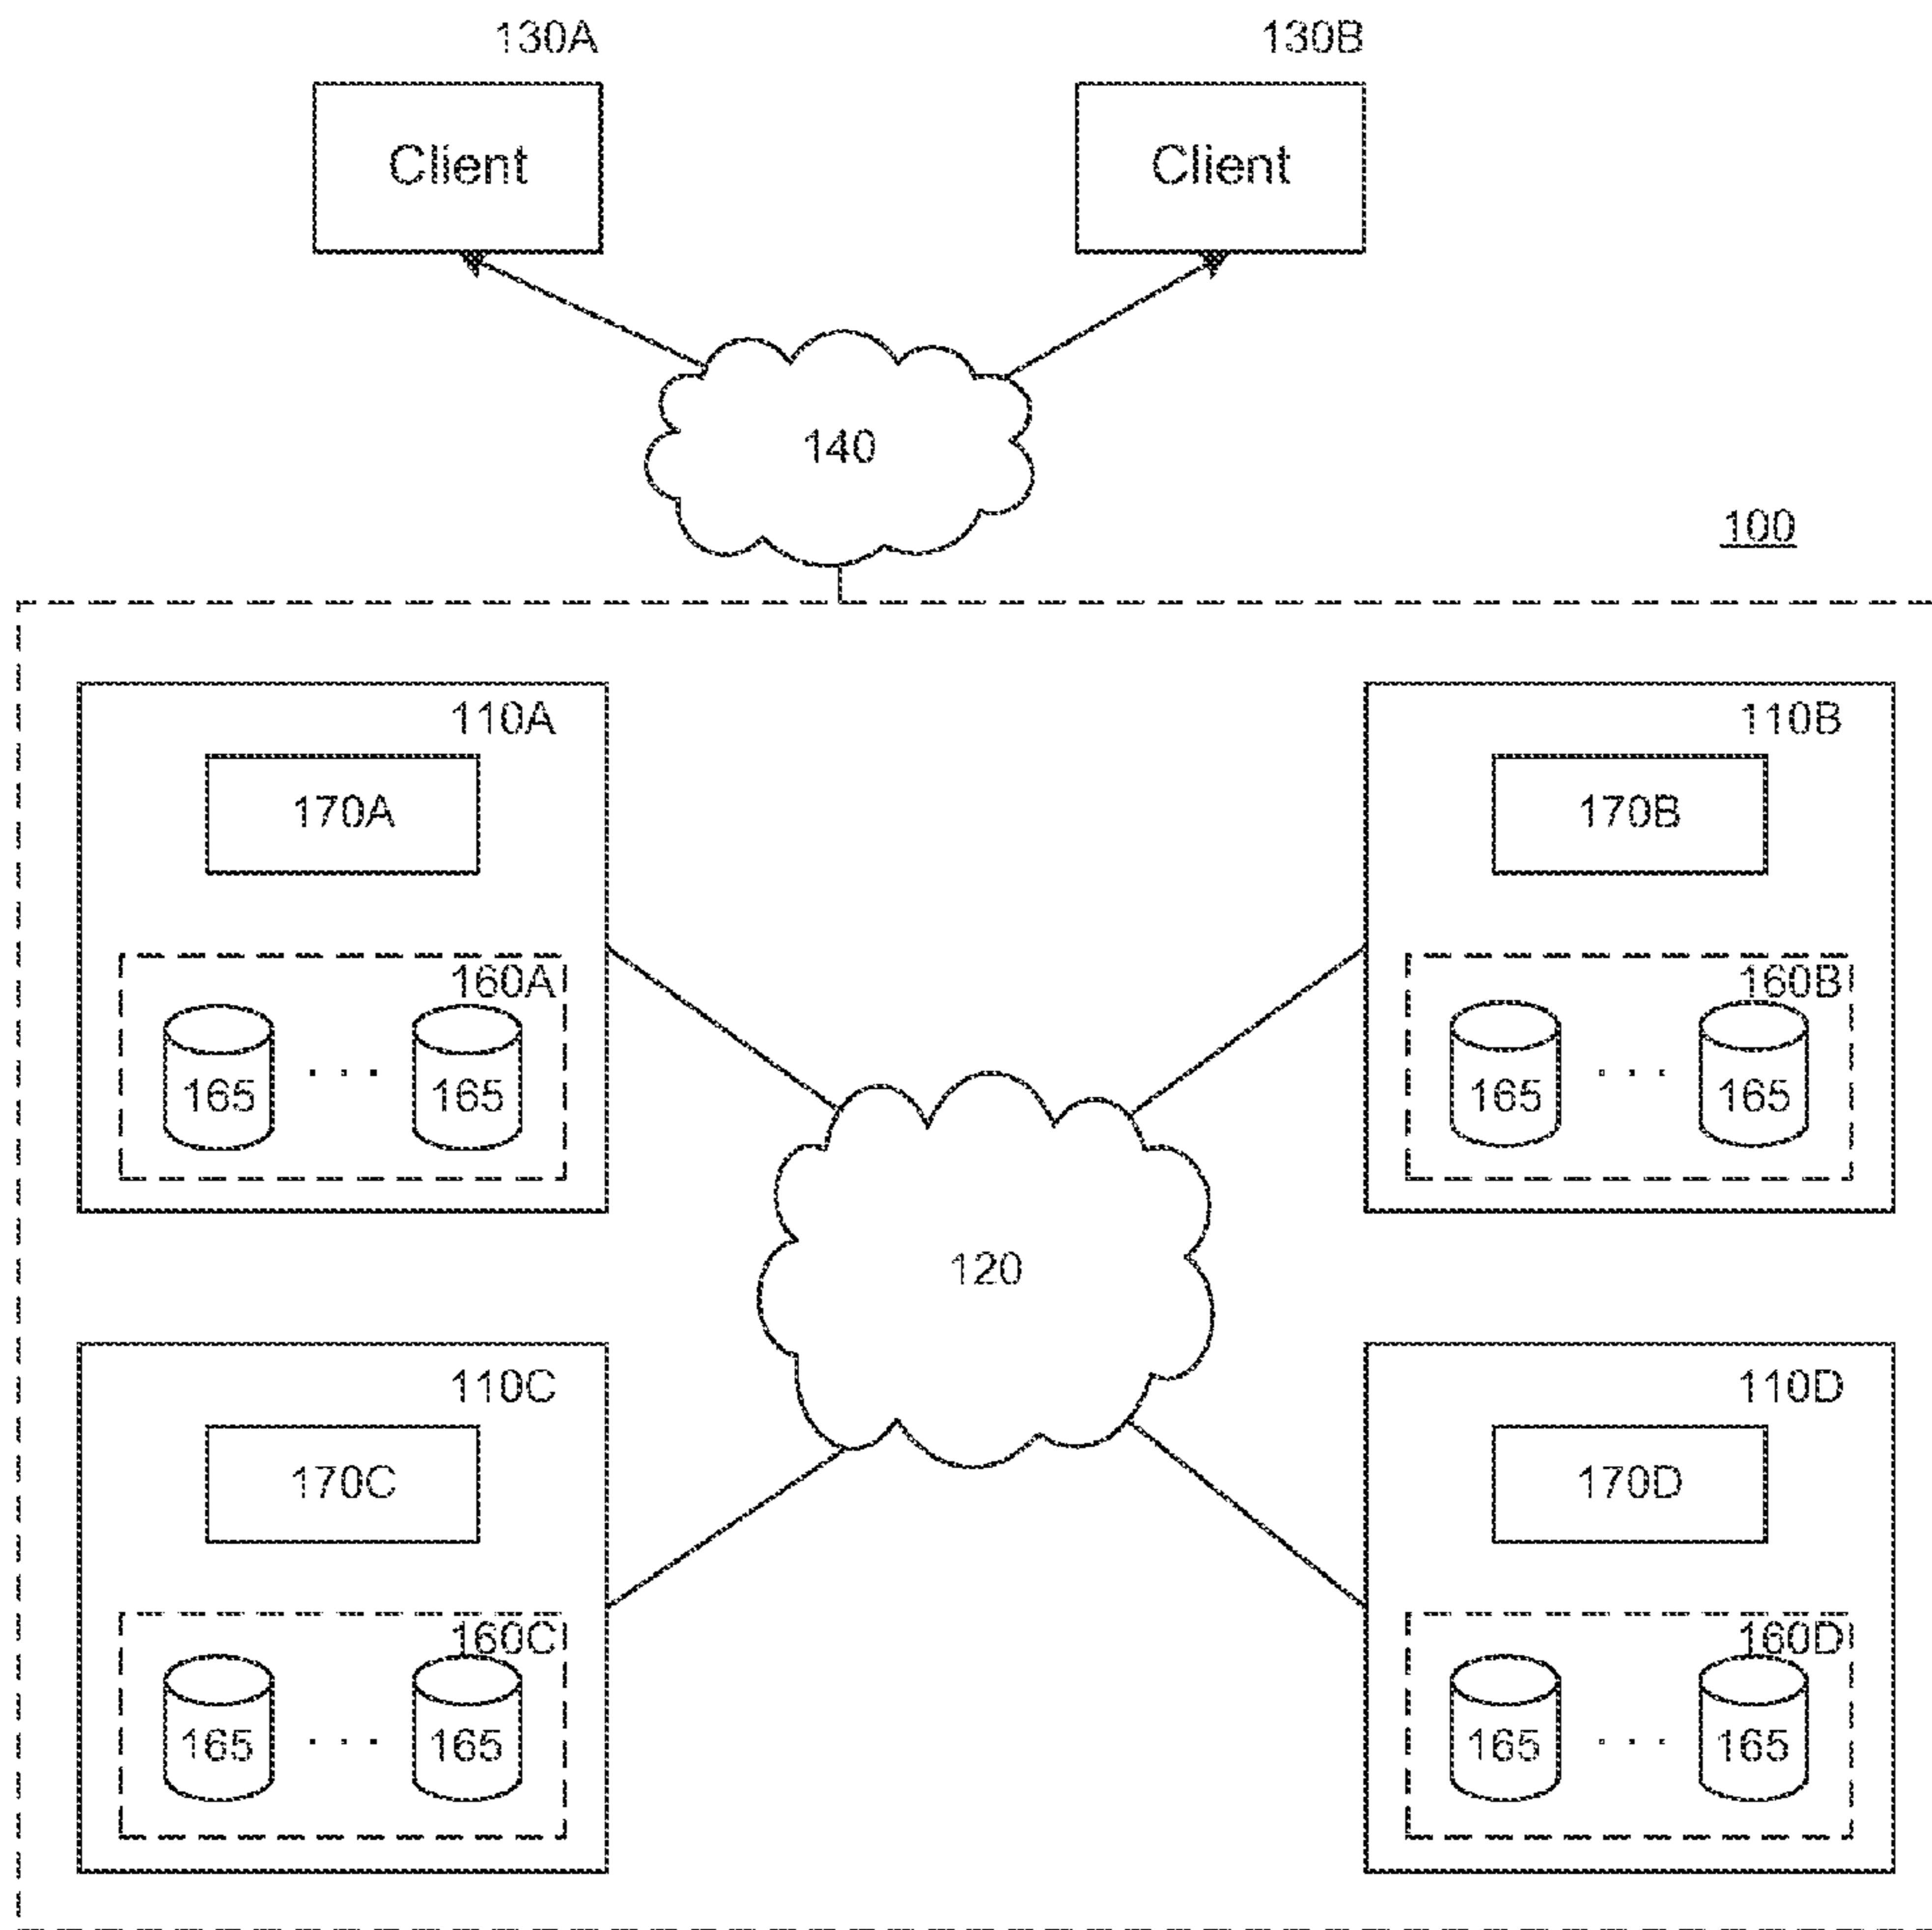 130A 130B
Client Client
140
100
110A 110B
170A 170B
160A 160B
165 . . . 165 165 . . . 165
120
110C 110D
170C 170D
160C 160D
165 . . . 165 165 . . . 165